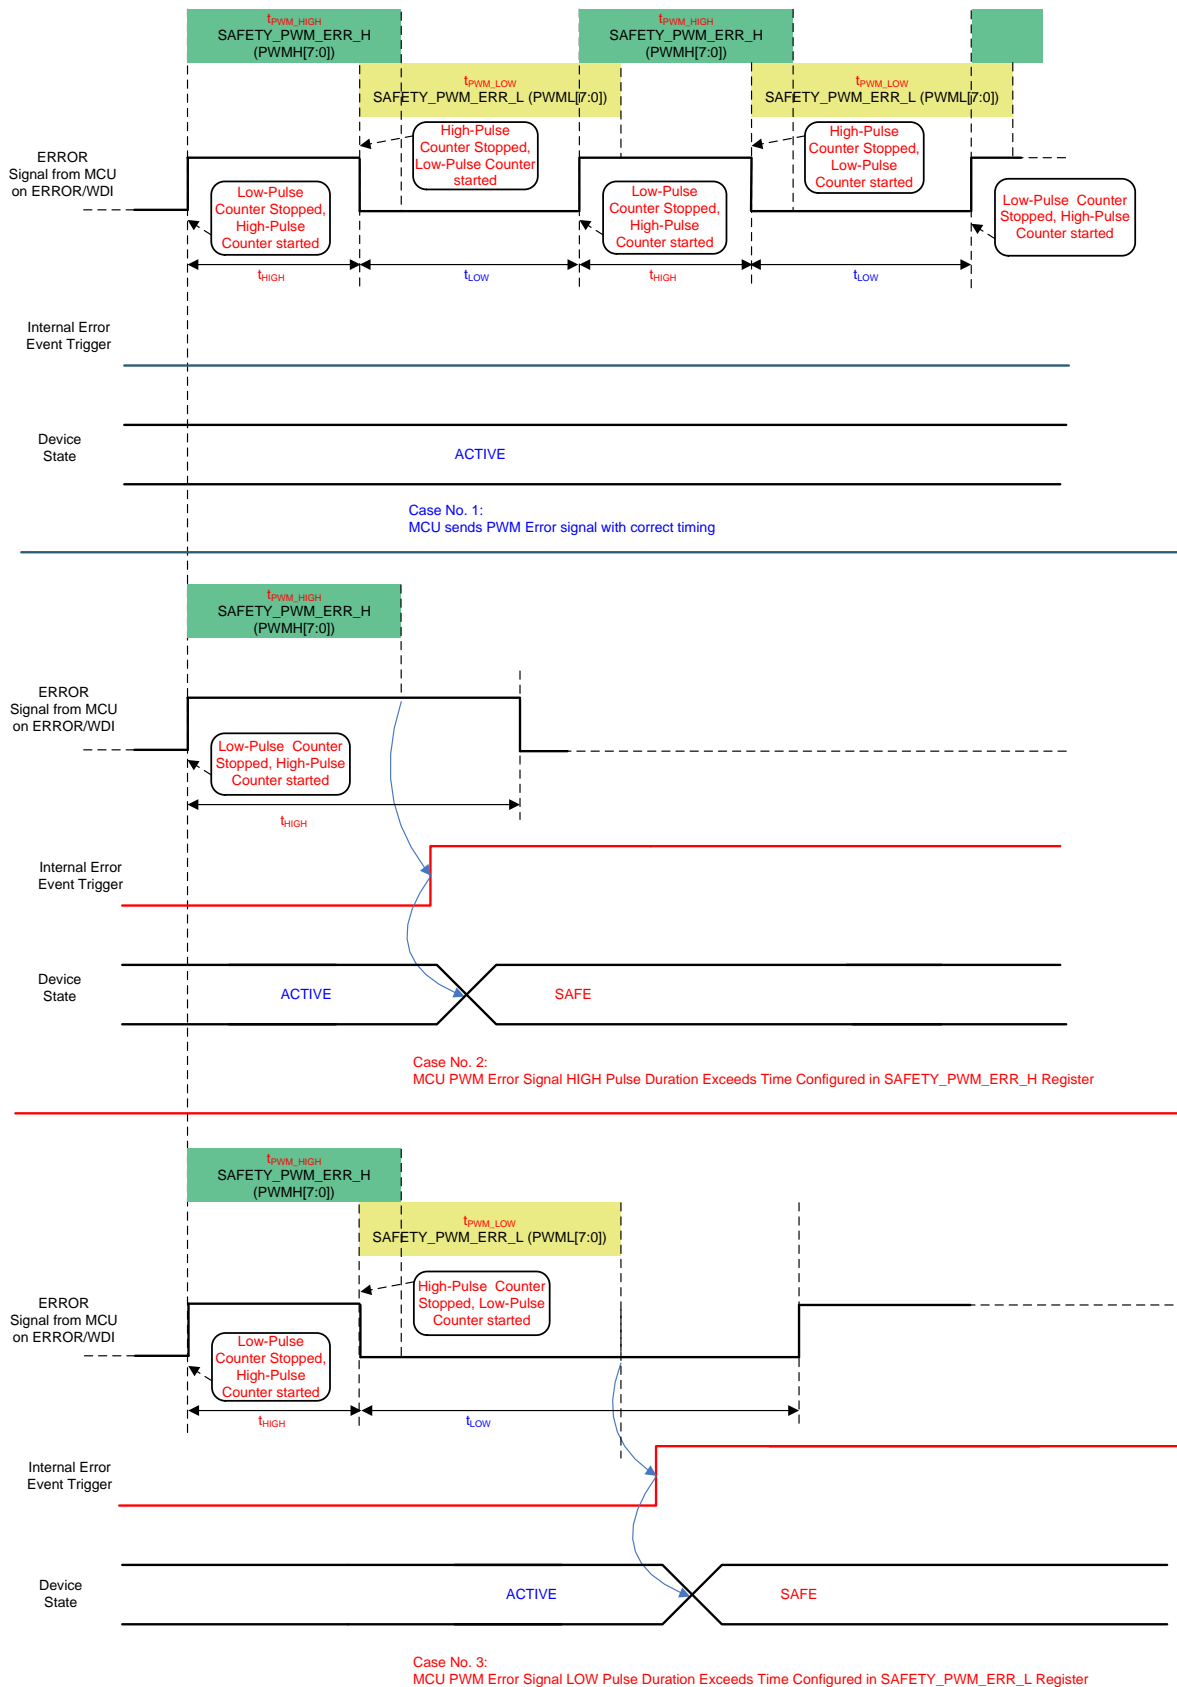 tPWM_HIGH
SAFETY_PWM_ERR_H
(PWMH[7:0])
tPWM_HIGH
SAFETY_PWM_ERR_H
(PWMH[7:0])
tPWM_LOW
SAFETY_PWM_ERR_L (PWML[7:0])
tPWM_LOW
SAFETY_PWM_ERR_L (PWML[7:0])
High-Pulse
Counter Stopped,
Low-Pulse Counter
started
High-Pulse
Counter Stopped,
Low-Pulse
Counter started
ERROR
Signal from MCU
on ERROR/WDI
Low-Pulse
Counter Stopped,
High-Pulse
Counter started
Low-Pulse
Counter Stopped,
High-Pulse
Counter started
Low-Pulse Counter
Stopped, High-Pulse
Counter started
tHIGH
tLOW
tHIGH
tLOW
Internal Error
Event Trigger
Device
State
ACTIVE
Case No. 1:
MCU sends PWM Error signal with correct timing
tPWM_HIGH
SAFETY_PWM_ERR_H
(PWMH[7:0])
ERROR
Signal from MCU
on ERROR/WDI
Low-Pulse Counter
Stopped, High-Pulse
Counter started
tHIGH
Internal Error
Event Trigger
Device
State
ACTIVE
SAFE
Case No. 2:
MCU PWM Error Signal HIGH Pulse Duration Exceeds Time Configured in SAFETY_PWM_ERR_H Register
tPWM_HIGH
SAFETY_PWM_ERR_H
(PWMH[7:0])
tPWM_LOW
SAFETY_PWM_ERR_L (PWML[7:0])
High-Pulse Counter
Stopped, Low-Pulse
Counter started
ERROR
Signal from MCU
on ERROR/WDI
Low-Pulse
Counter Stopped,
High-Pulse
Counter started
tHIGH
tLOW
Internal Error
Event Trigger
Device
State
ACTIVE
SAFE
Case No. 3:
MCU PWM Error Signal LOW Pulse Duration Exceeds Time Configured in SAFETY_PWM_ERR_L Register